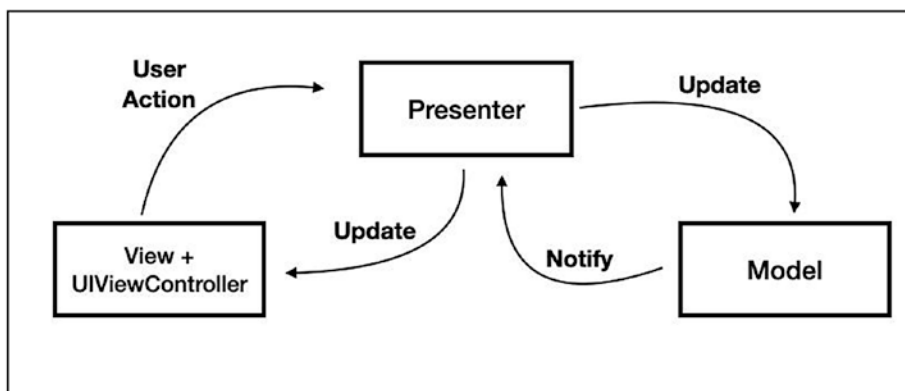 User
Action
Presenter
Update
Update
View +
UIViewController
Notify
Model